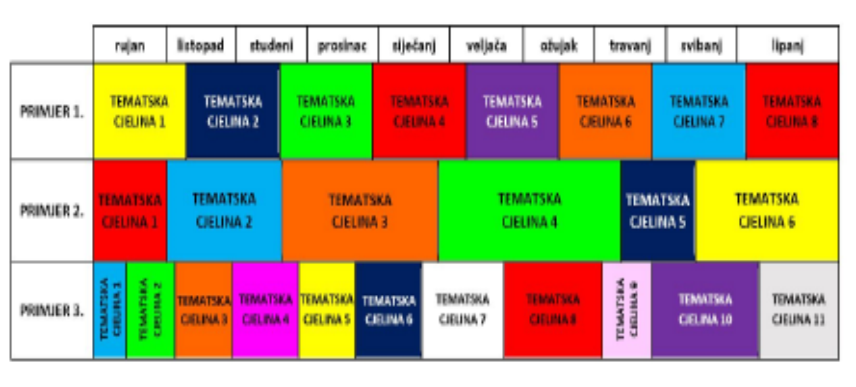 rujan listopad studeni prosinac siječanj veljača ožujak travanj svibanj lipanj
PRIMJER 1.
TEMATSKA
CJELINA 1
TEMATSKA
CJELINA 2
TEMATSKA
CJELINA 3
TEMATSKA
CJELINA 4
TEMATSKA
CJELINA 5
TEMATSKA
CJELINA 6
TEMATSKA
CJELINA 7
TEMATSKA
CJELINA 8
PRIMJER 2.
TEMATSKA
CJELINA 1
TEMATSKA
CJELINA 2
TEMATSKA
CJELINA 3
TEMATSKA
CJELINA 4
TEMATSKA
CJELINA 5
TEMATSKA
CJELINA 6
PRIMJER 3.
TEMATSKA
CJELINA 1
TEMATSKA
CJELINA 2
TEMATSKA
CJELINA 3
TEMATSKA
CJELINA 4
TEMATSKA
CJELINA 5
TEMATSKA
CJELINA 6
TEMATSKA
CJELINA 7
TEMATSKA
CJELINA 8
TEMATSKA
CJELINA 9
TEMATSKA
CJELINA 10
TEMATSKA
CJELINA 11